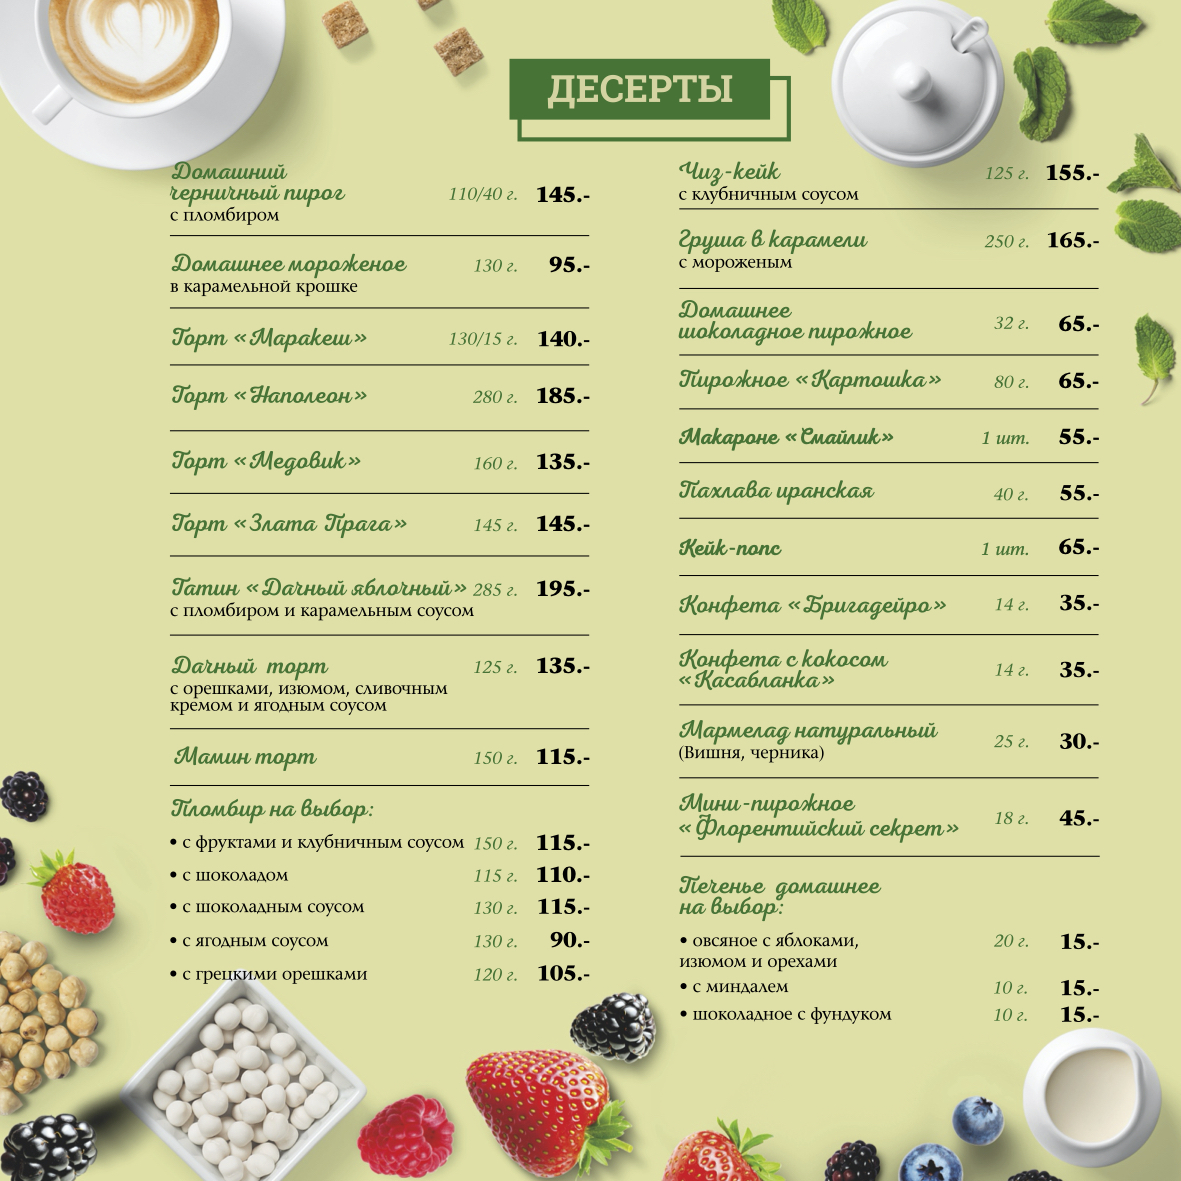 ДЕСЕРТЫ
Домашний
черничный пирог 110/40 г. 145.-
с пломбиром
Домашнее мороженое 130 г. 95.-
в карамельной крошке
Торт «Маракеш» 130/15 г. 140.-
Торт «Наполеон» 280 г. 185.-
Торт «Медовик» 160 г. 135.-
Торт «Злата Прага» 145 г. 145.-
Татин «Дачный яблочный» 285 г. 195.-
с пломбиром и карамельным соусом
Дачный торт 125 г. 135.-
с орешками, изюмом, сливочным
кремом и ягодным соусом
Мамин торт 150 г. 115.-
Пломбир на выбор:
• с фруктами и клубничным соусом 150 г. 115.-
• с шоколадом 115 г. 110.-
• с шоколадным соусом 130 г. 115.-
• с ягодным соусом 130 г. 90.-
• с грецкими орешками 120 г. 105.-
Чиз-кейк 125 г. 155.-
с клубничным соусом
Груша в карамели 250 г. 165.-
с мороженым
Домашнее
шоколадное пирожное 32 г. 65.-
Пирожное «Картошка» 80 г. 65.-
Макароне «Смайлик» 1 шт. 55.-
Пахлава иранская 40 г. 55.-
Кейк-попс 1 шт. 65.-
Конфета «Бригадейро» 14 г. 35.-
Конфета с кокосом
«Касабланка» 14 г. 35.-
Мармелад натуральный 25 г. 30.-
(Вишня, черника)
Мини-пирожное
«Флорентийский секрет» 18 г. 45.-
Печенье домашнее
на выбор:
• овсяное с яблоками, 20 г. 15.-
изюмом и орехами
• с миндалем 10 г. 15.-
• шоколадное с фундуком 10 г. 15.-